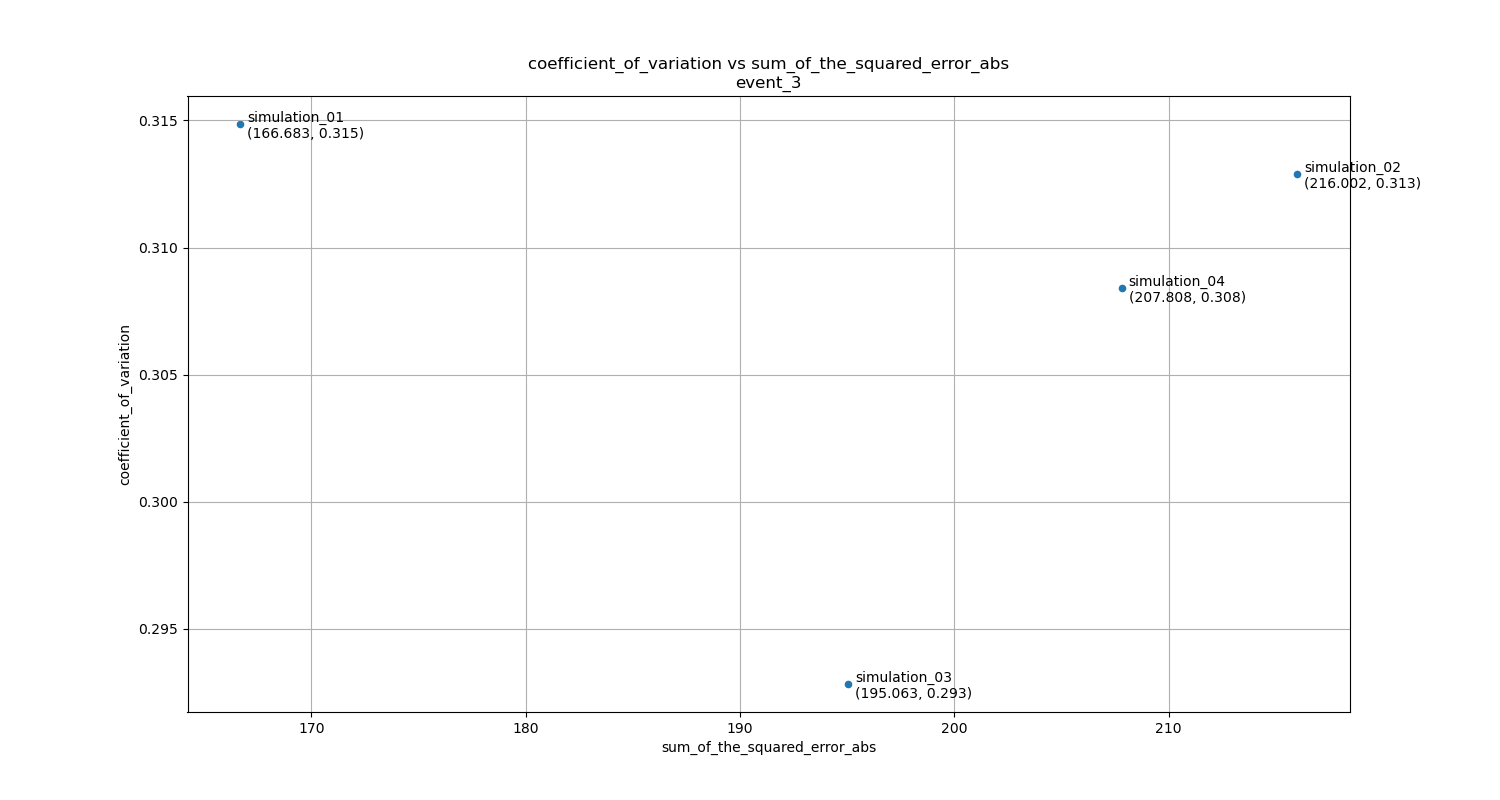 coefficient_of_variation vs sum_of_the_squared_error_abs
event_3
0.315
0.310
0.305
0.300
0.295
coefficient_of_variation
simulation_01
(166.683, 0.315)
simulation_02
(216.002, 0.313)
simulation_04
(207.808, 0.308)
simulation_03
(195.063, 0.293)
170
180
190
200
210
sum_of_the_squared_error_abs